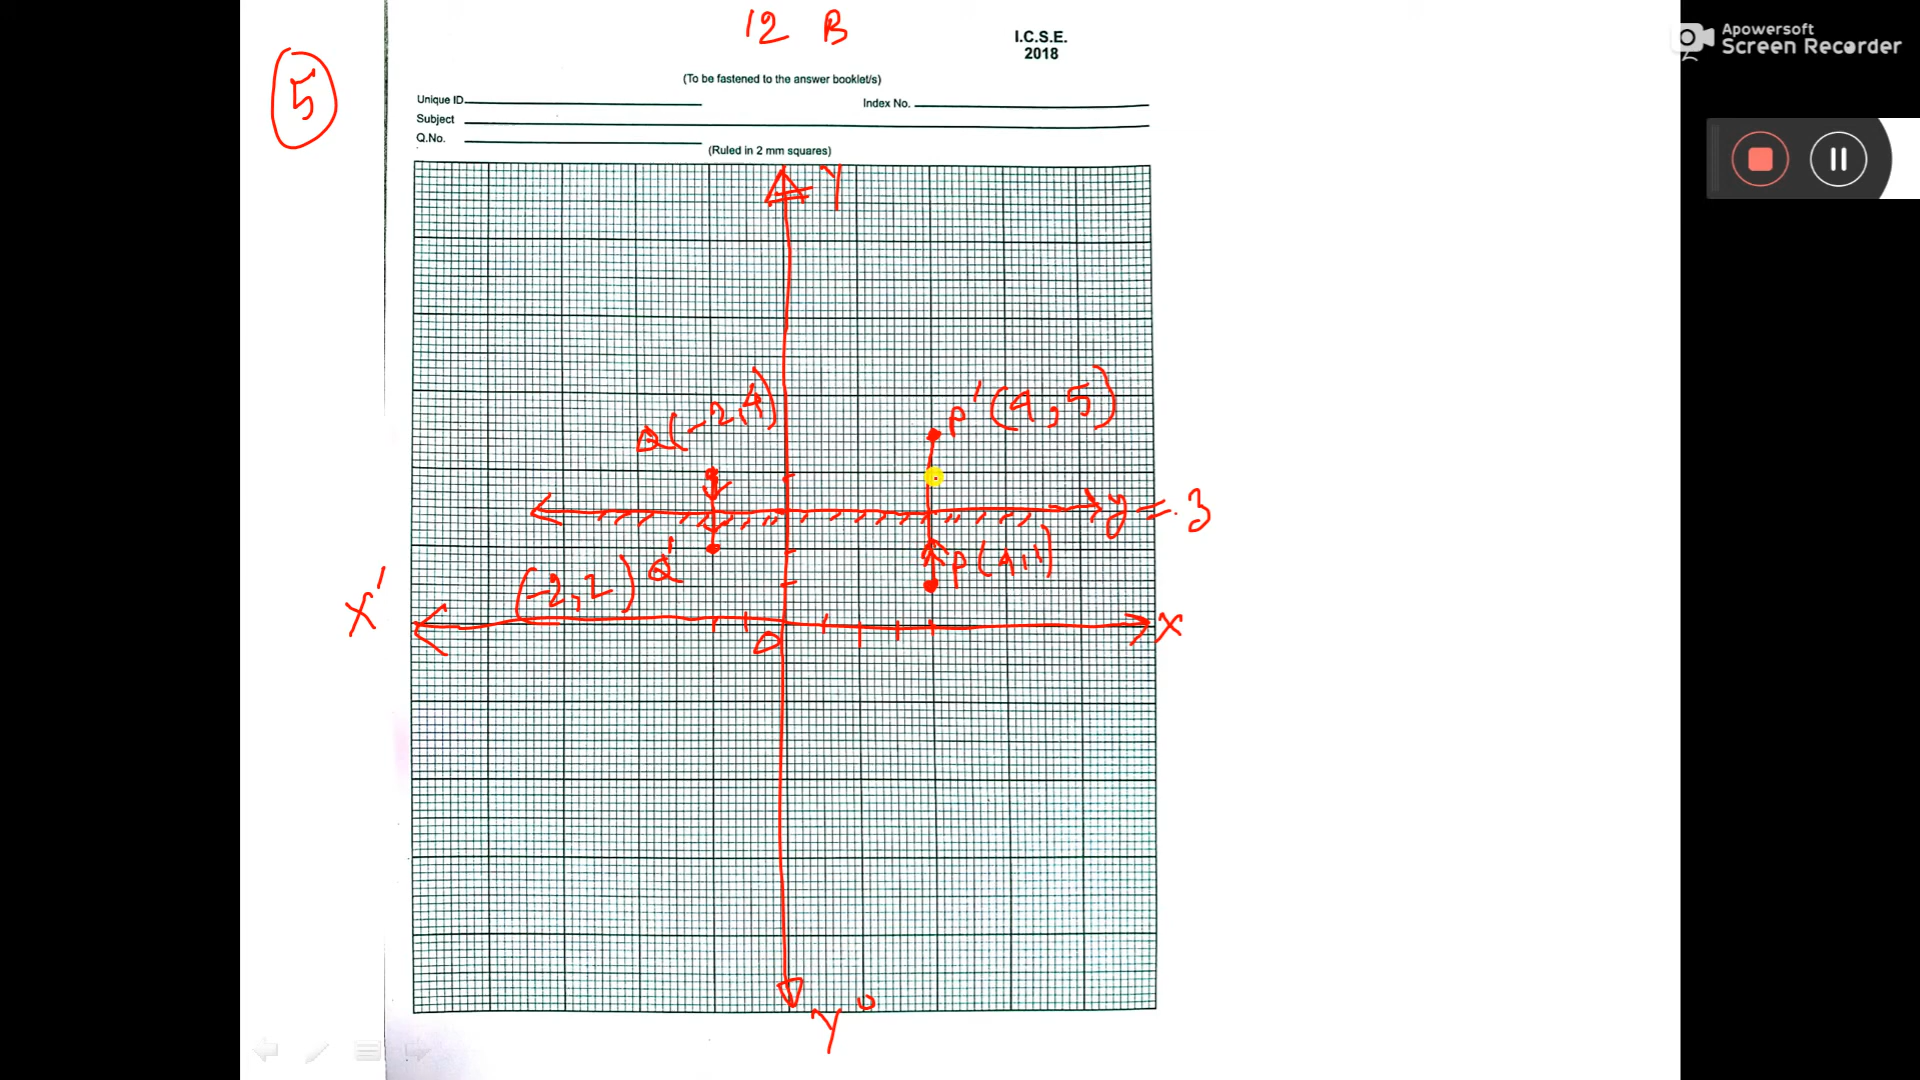 12 B
I.C.S.E.
2018
Apowersoft
Screen Recorder
5
(To be fastened to the answer booklet/s)
Unique ID
Index No.
Subject
Q.No.
(Ruled in 2 mm squares)
Y
P'(4,5)
Q(-2,4)
y=3
P(4,1)
Q'
(-2,2)
X'
O
X
Y'